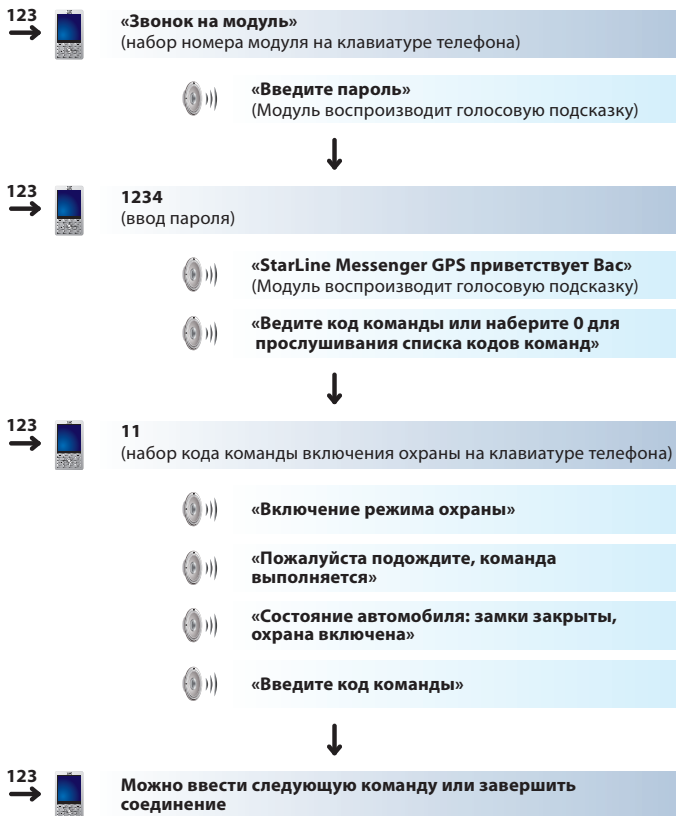 123
«Звонок на модуль»
(набор номера модуля на клавиатуре телефона)
«Введите пароль»
(Модуль воспроизводит голосовую подсказку)
123
1234
(ввод пароля)
«StarLine Messenger GPS приветствует Вас»
(Модуль воспроизводит голосовую подсказку)
«Ведите код команды или наберите 0 для
прослушивания списка кодов команд»
123
11
(набор кода команды включения охраны на клавиатуре телефона)
«Включение режима охраны»
«Пожалуйста подождите, команда
выполняется»
«Состояние автомобиля: замки закрыты,
охрана включена»
«Введите код команды»
123
Можно ввести следующую команду или завершить
соединение